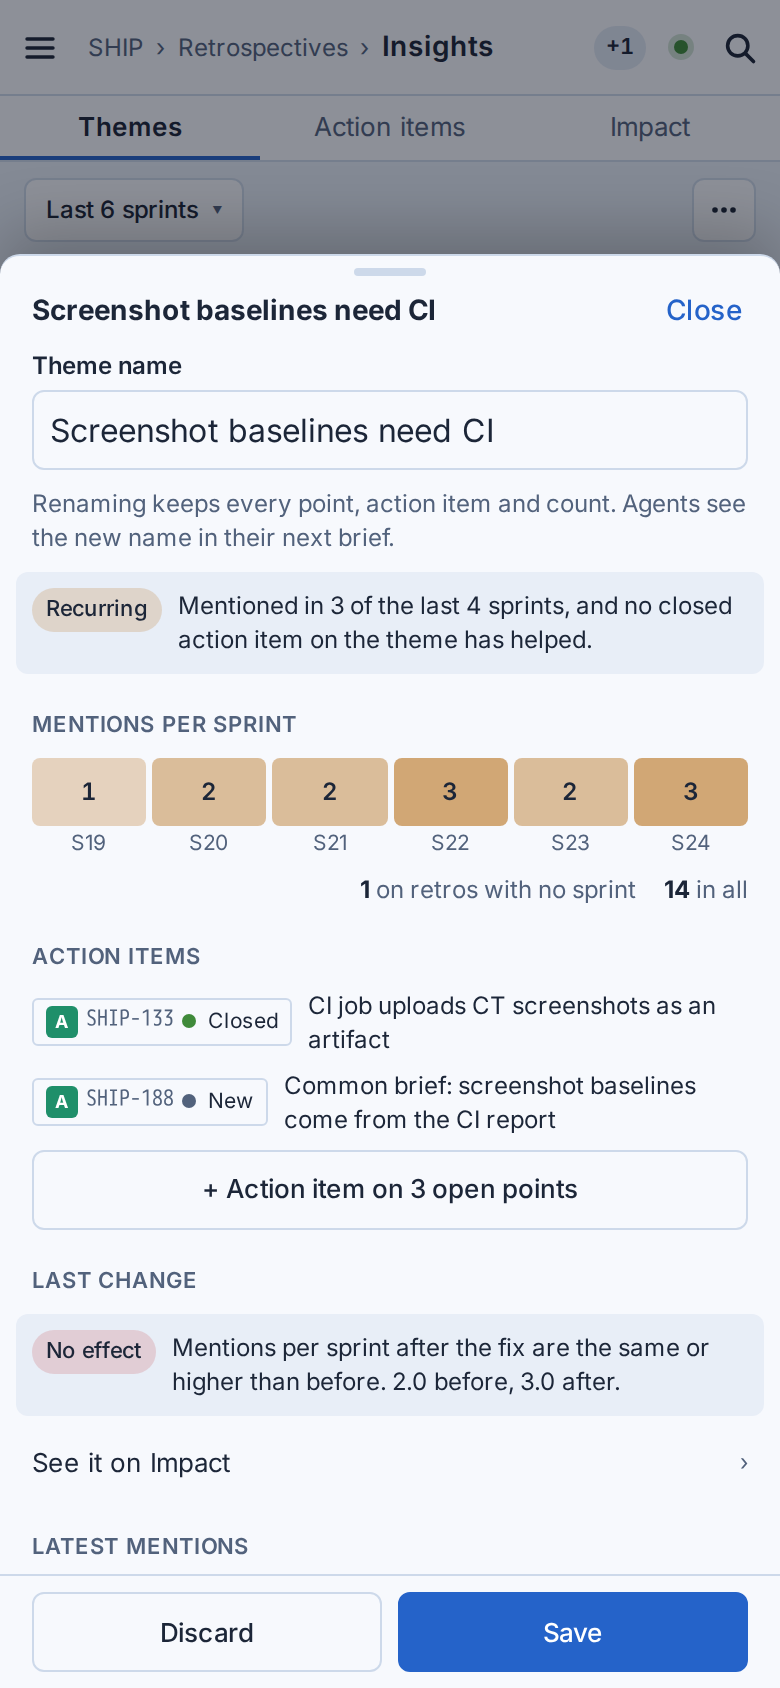 SHIP › Retrospectives › Insights +1
Themes Action items Impact
Last 6 sprints ▾ •••
Screenshot baselines need CI Close
Theme name
Screenshot baselines need CI
Renaming keeps every point, action item and count. Agents see
the new name in their next brief.
Recurring Mentioned in 3 of the last 4 sprints, and no closed
action item on the theme has helped.
MENTIONS PER SPRINT
1 2 2 3 2 3
S19 S20 S21 S22 S23 S24
1 on retros with no sprint 14 in all
ACTION ITEMS
A SHIP-133 Closed CI job uploads CT screenshots as an
artifact
A SHIP-188 New Common brief: screenshot baselines
come from the CI report
+ Action item on 3 open points
LAST CHANGE
No effect Mentions per sprint after the fix are the same or
higher than before. 2.0 before, 3.0 after.
See it on Impact ›
LATEST MENTIONS
Discard Save